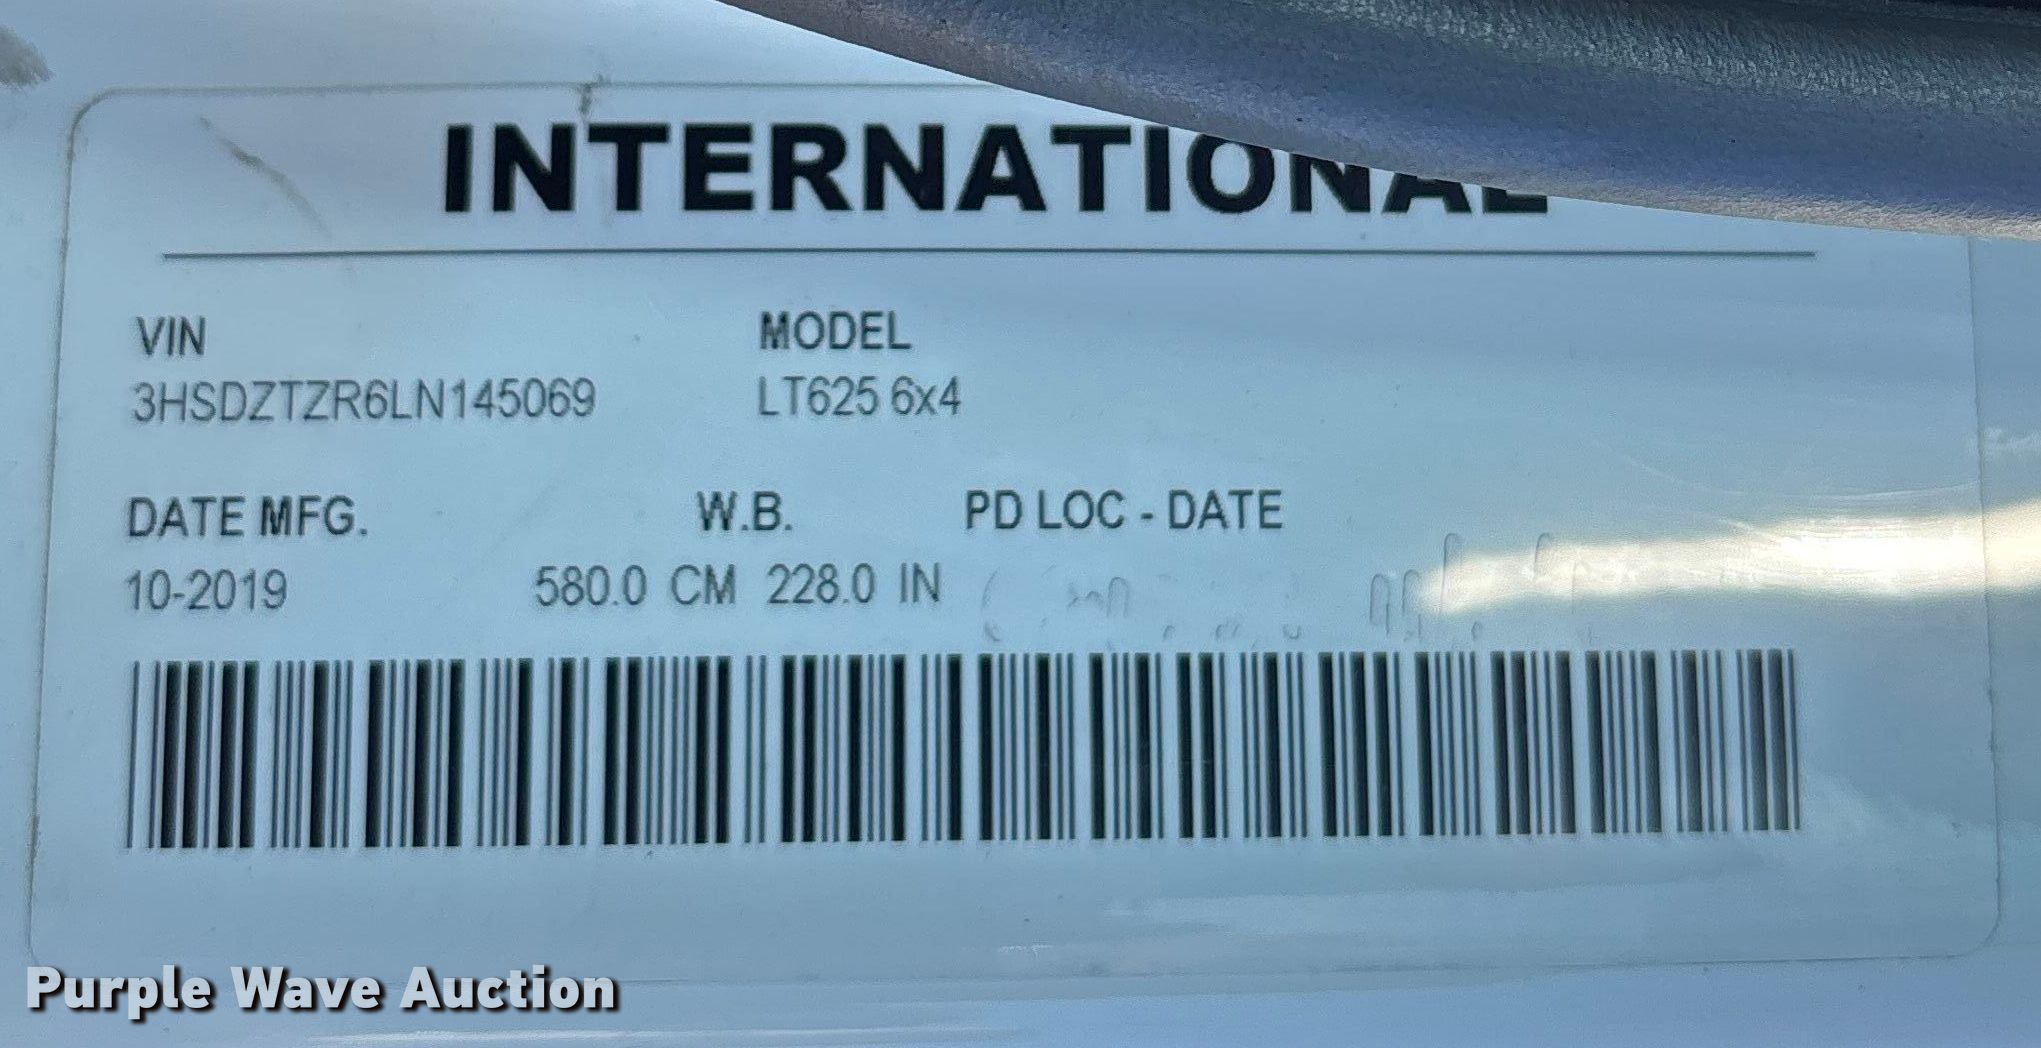 INTERNATIONAL
VIN MODEL
3HSDZTZR6LN145069 LT625 6x4
DATE MFG. W.B. PD LOC - DATE
10-2019 580.0 CM 228.0 IN
Purple Wave Auction